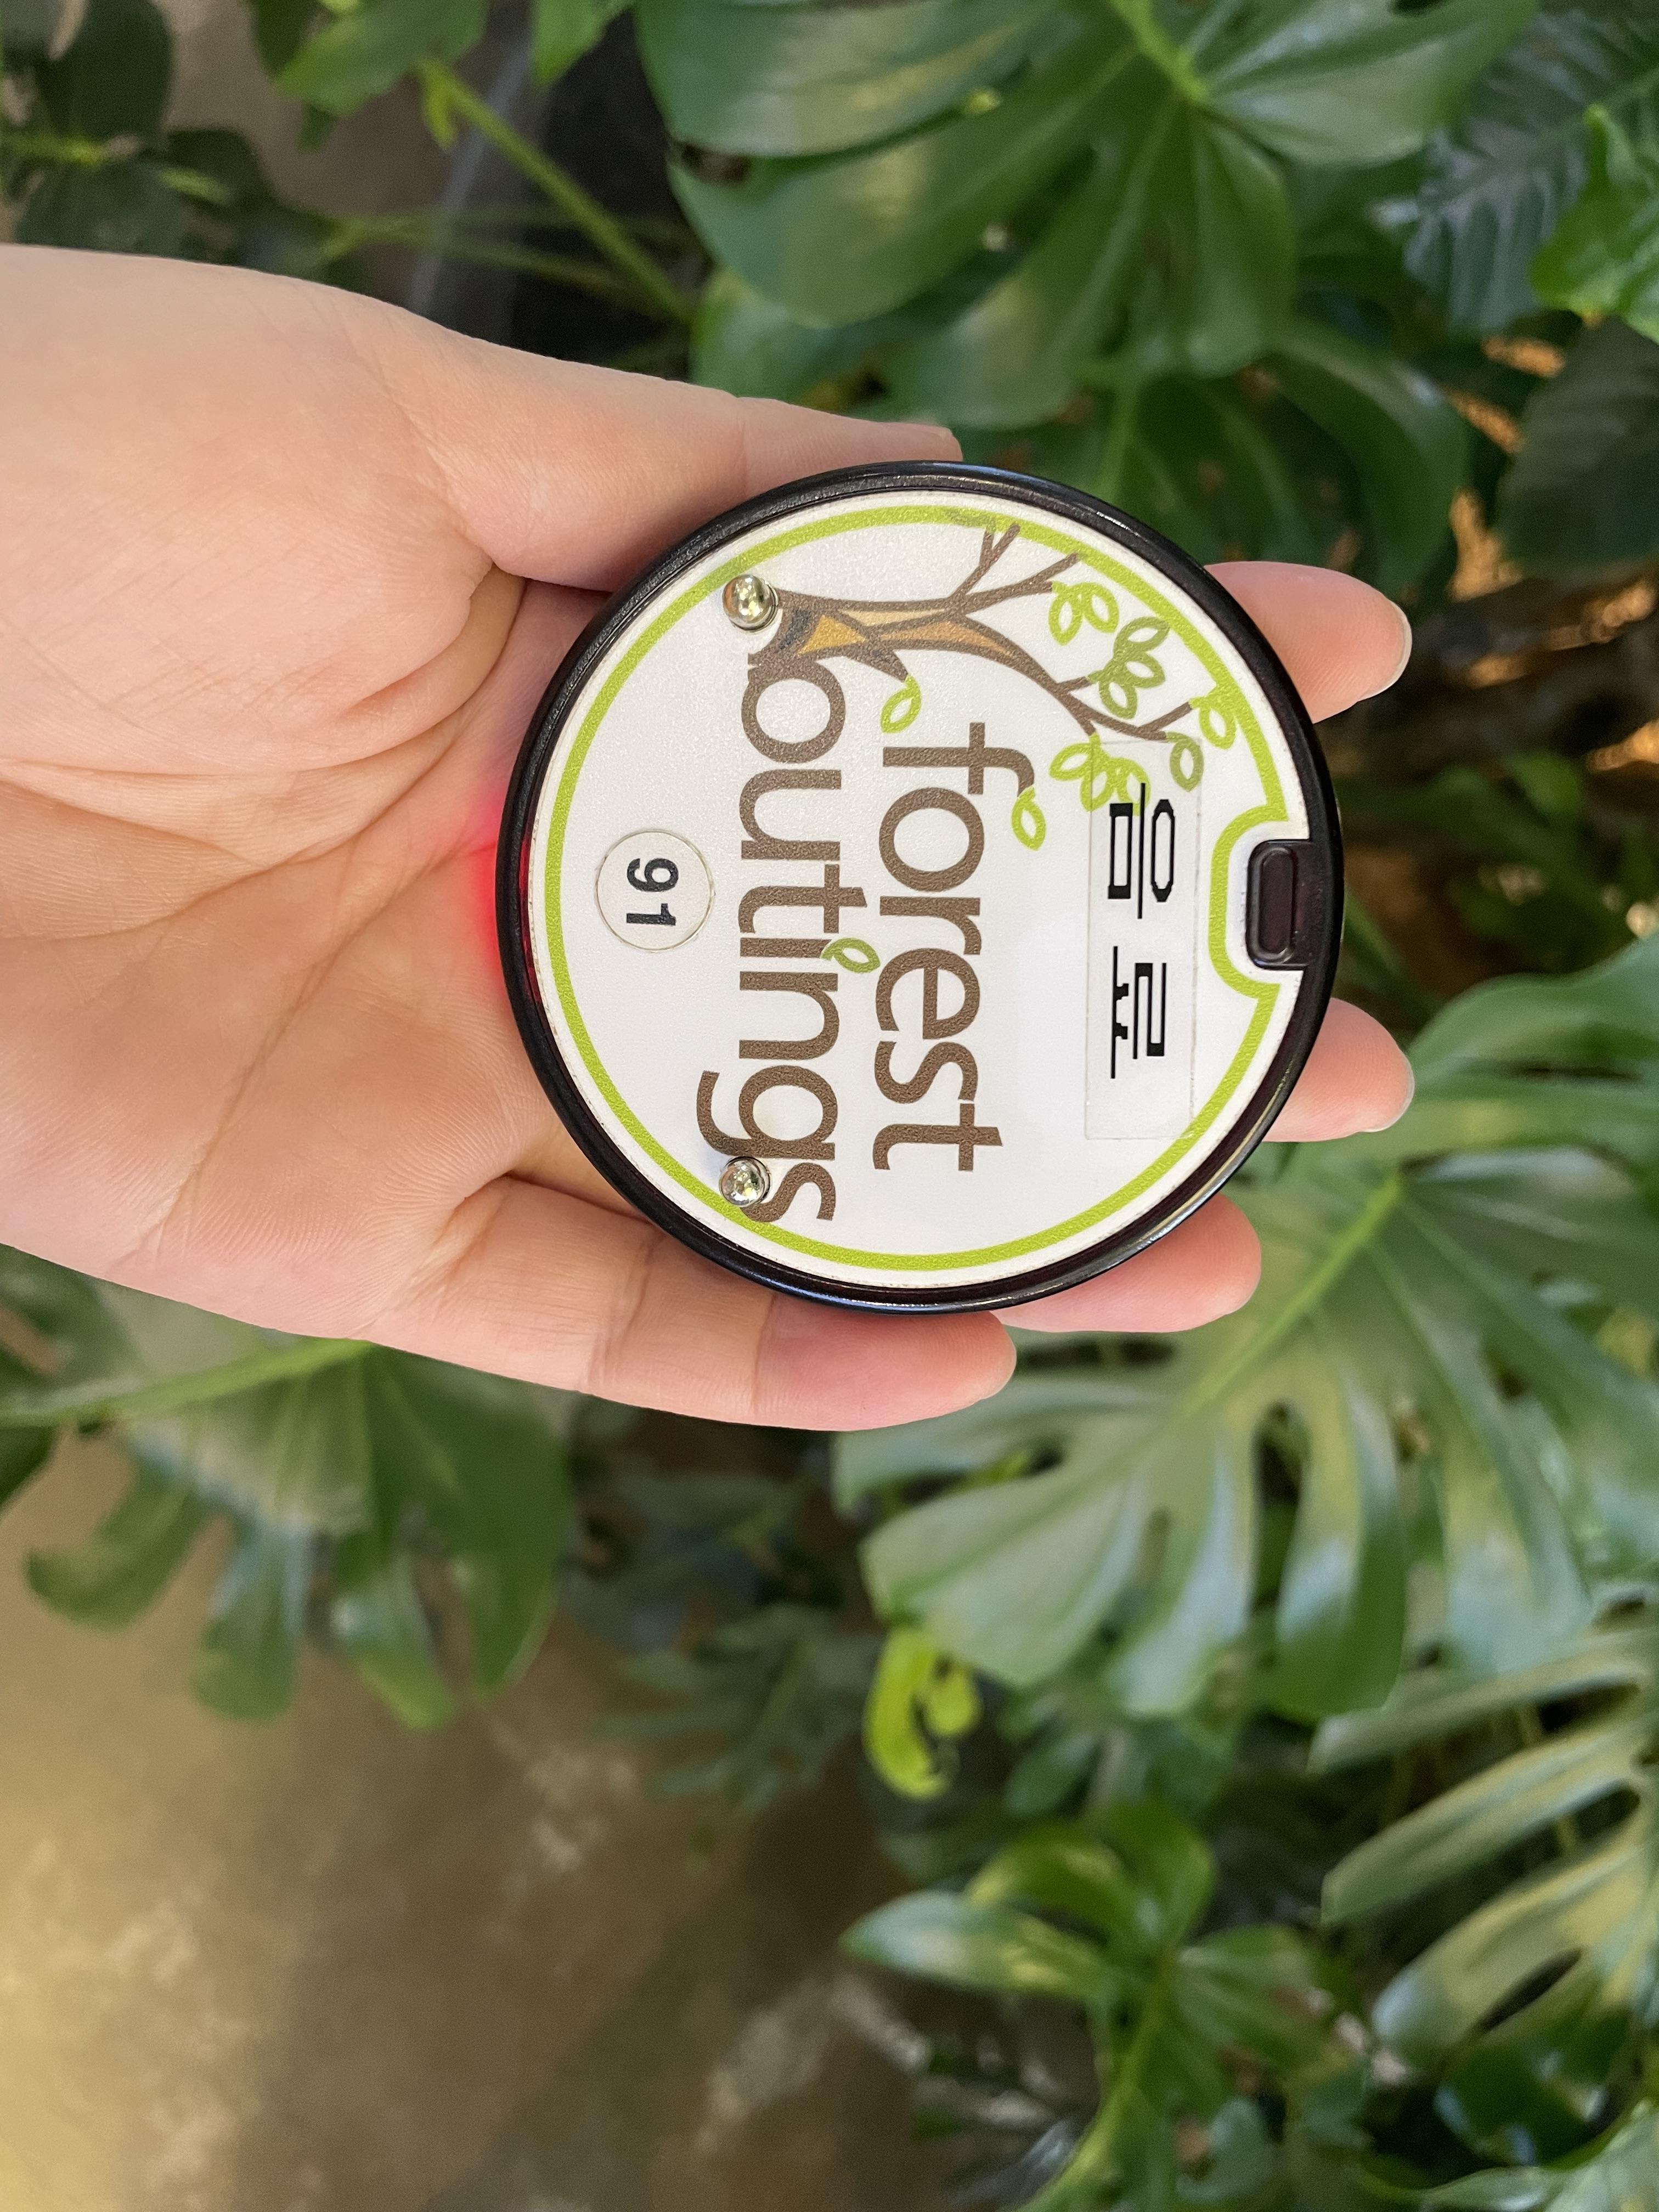 음료
forest
outings
91